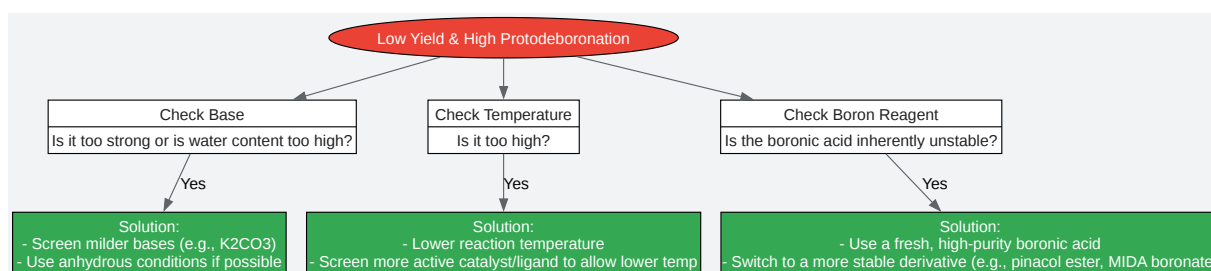 Low Yield & High Protodeboronation
Check Base
Is it too strong or is water content too high?
Check Temperature
Is it too high?
Check Boron Reagent
Is the boronic acid inherently unstable?
Yes
Yes
Yes
Solution:
- Screen milder bases (e.g., K2CO3)
- Use anhydrous conditions if possible
Solution:
- Lower reaction temperature
- Screen more active catalyst/ligand to allow lower temp
Solution:
- Use a fresh, high-purity boronic acid
- Switch to a more stable derivative (e.g., pinacol ester, MIDA boronate